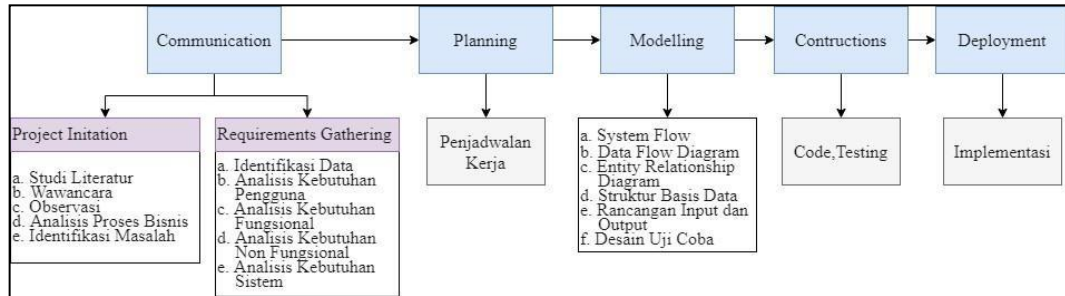 Communication
Planning
Modelling
Contructions
Deployment
Project Initation
a. Studi Literatur
b. Wawancara
c. Observasi
d. Analisis Proses Bisnis
e. Identifikasi Masalah
Requirements Gathering
a. Identifikasi Data
b. Analisis Kebutuhan
Pengguna
c. Analisis Kebutuhan
Fungsional
d. Analisis Kebutuhan
Non Fungsional
e. Analisis Kebutuhan
Sistem
Penjadwalan
Kerja
a. System Flow
b. Data Flow Diagram
c. Entity Relationship
Diagram
d. Struktur Basis Data
e. Rancangan Input dan
Output
f. Desain Uji Coba
Code,Testing
Implementasi